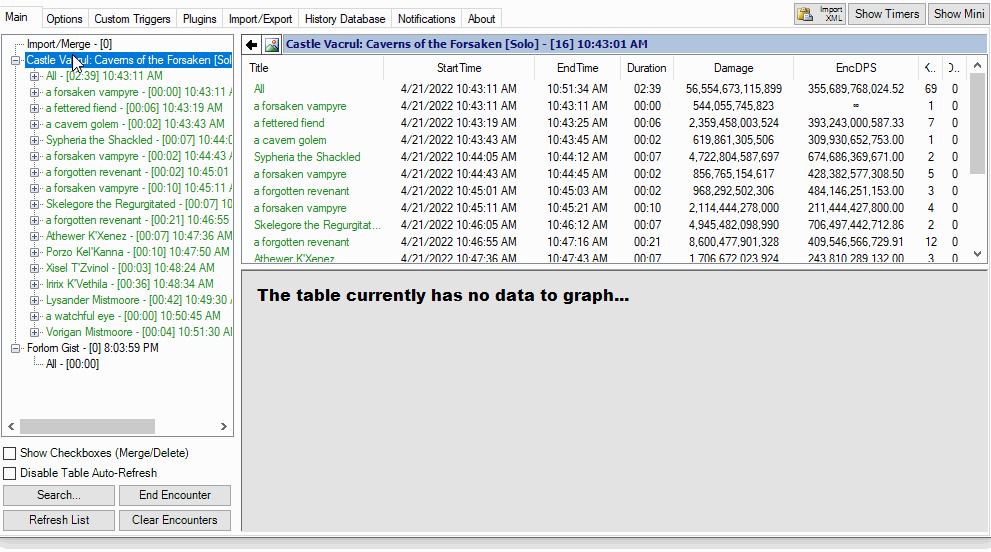 Main Options Custom Triggers Plugins Import/Export History Database Notifications About Import XML Show Timers Show Mini
Import/Merge - [0]
Castle Vacrul: Caverns of the Forsaken [Sol
All - [02:39] 10:43:11 AM
a forsaken vampyre - [00:00] 10:43:11 A
a fettered fiend - [00:06] 10:43:19 AM
a cavern golem - [00:02] 10:43:43 AM
Sypheria the Shackled - [00:07] 10:44:0
a forsaken vampyre - [00:02] 10:44:43 A
a forgotten revenant - [00:02] 10:45:01
a forsaken vampyre - [00:10] 10:45:11 A
Skelegore the Regurgitated - [00:07] 10
a forgotten revenant - [00:21] 10:46:55
Athewer K'Xenez - [00:07] 10:47:36 AM
Porzo Kel'Kanna - [00:10] 10:47:50 AM
Xisel T'Zvinol - [00:03] 10:48:24 AM
Iririx K'Vethila - [00:36] 10:48:34 AM
Lysander Mistmoore - [00:42] 10:49:30
a watchful eye - [00:00] 10:50:45 AM
Vorigan Mistmoore - [00:04] 10:51:30 AM
Forlorn Gist - [0] 8:03:59 PM
All - [00:00]
Show Checkboxes (Merge/Delete)
Disable Table Auto-Refresh
Search... End Encounter
Refresh List Clear Encounters
Castle Vacrul: Caverns of the Forsaken [Solo] - [16] 10:43:01 AM
Title StartTime EndTime Duration Damage EncDPS K... D...
All 4/21/2022 10:43:11 AM 10:51:34 AM 02:39 56,554,673,115,899 355,689,768,024.52 69 0
a forsaken vampyre 4/21/2022 10:43:11 AM 10:43:11 AM 00:00 544,055,745,823 ∞ 1 0
a fettered fiend 4/21/2022 10:43:19 AM 10:43:25 AM 00:06 2,359,458,003,524 393,243,000,587.33 7 0
a cavern golem 4/21/2022 10:43:43 AM 10:43:45 AM 00:02 619,861,305,506 309,930,652,753.00 1 0
Sypheria the Shackled 4/21/2022 10:44:05 AM 10:44:12 AM 00:07 4,722,804,587,697 674,686,369,671.00 2 0
a forsaken vampyre 4/21/2022 10:44:43 AM 10:44:45 AM 00:02 856,765,154,617 428,382,577,308.50 5 0
a forgotten revenant 4/21/2022 10:45:01 AM 10:45:03 AM 00:02 968,292,502,306 484,146,251,153.00 3 0
a forsaken vampyre 4/21/2022 10:45:11 AM 10:45:21 AM 00:10 2,114,444,278,000 211,444,427,800.00 4 0
Skelegore the Regurgitat... 4/21/2022 10:46:05 AM 10:46:12 AM 00:07 4,945,482,098,990 706,497,442,712.86 2 0
a forgotten revenant 4/21/2022 10:46:55 AM 10:47:16 AM 00:21 8,600,477,901,328 409,546,566,729.91 12 0
Athewer K'Xenez 4/21/2022 10:47:36 AM 10:47:43 AM 00:07 1,706,672,023,924 243,810,289,132.00 3 0
The table currently has no data to graph...